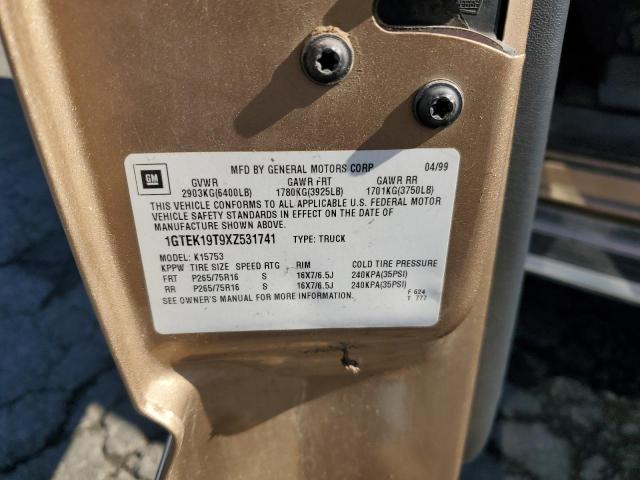 GM
MFD BY GENERAL MOTORS CORP 04/99
GVWR GAWR FRT GAWR RR
2903KG(6400LB) 1780KG(3925LB) 1701KG(3750LB)
THIS VEHICLE CONFORMS TO ALL APPLICABLE U.S. FEDERAL MOTOR
VEHICLE SAFETY STANDARDS IN EFFECT ON THE DATE OF
MANUFACTURE SHOWN ABOVE.
1GTEK19T9XZ531741 TYPE: TRUCK
MODEL: K15753
KPPW TIRE SIZE SPEED RTG RIM COLD TIRE PRESSURE
FRT P265/75R16 S 16X7/6.5J 240KPA(35PSI)
RR P265/75R16 S 16X7/6.5J 240KPA(35PSI)
SEE OWNER'S MANUAL FOR MORE INFORMATION.
F 624
T 777